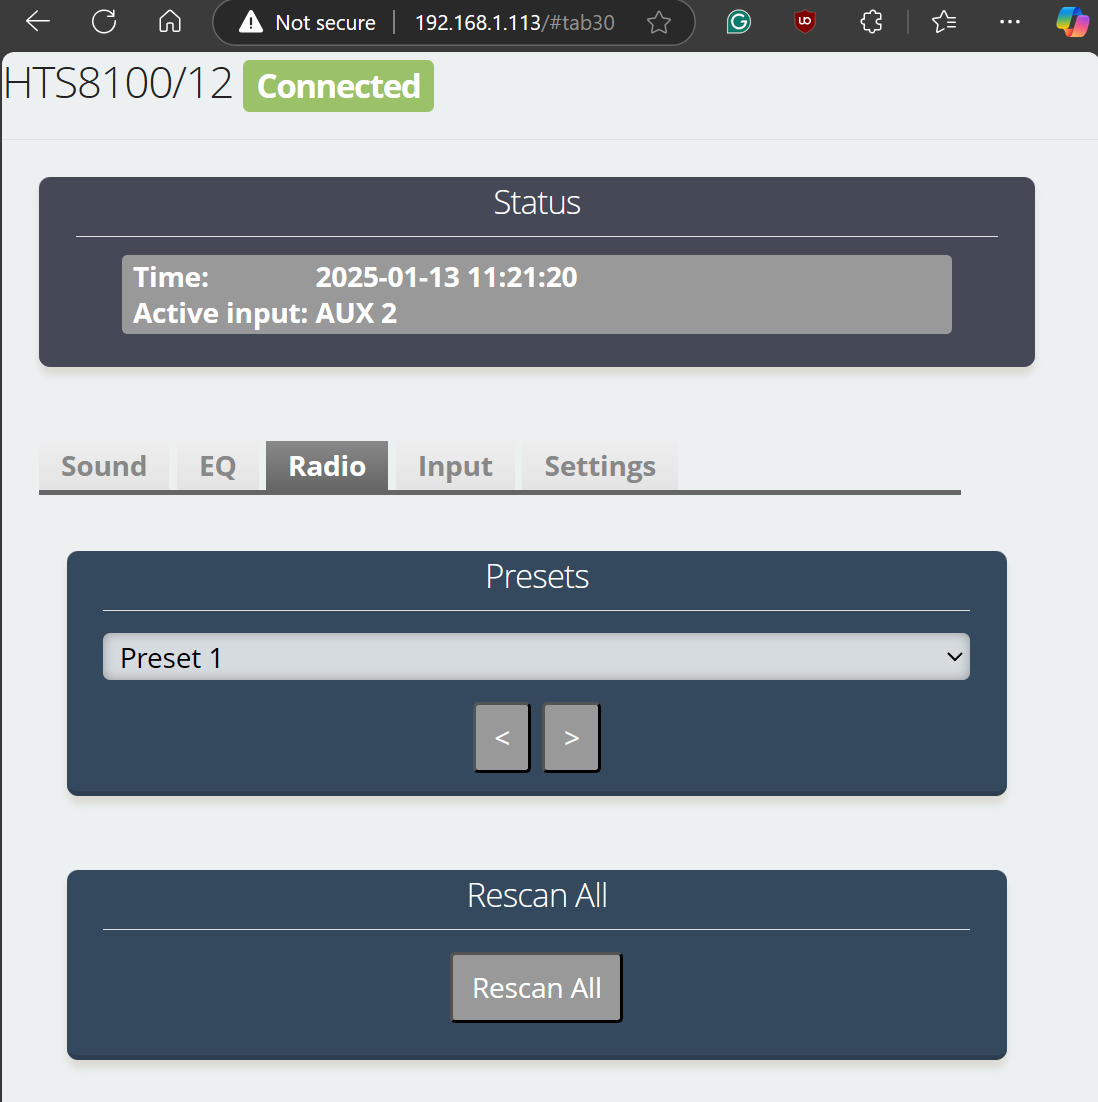 Not secure | 192.168.1.113/#tab30
HTS8100/12 Connected
Status
Time: 2025-01-13 11:21:20
Active input: AUX 2
Sound EQ Radio Input Settings
Presets
Preset 1
< >
Rescan All
Rescan All